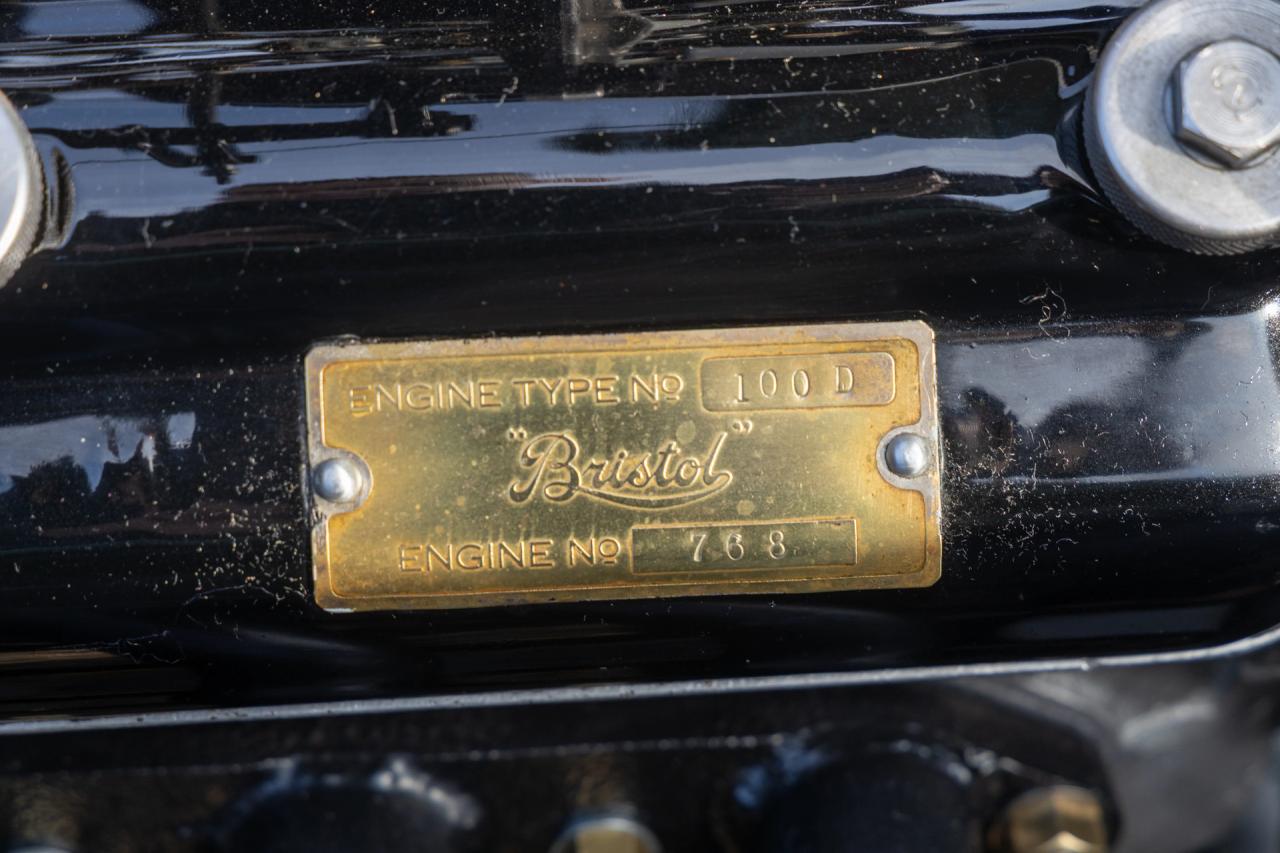 ENGINE TYPE No 100 D
"Bristol"
ENGINE No 768